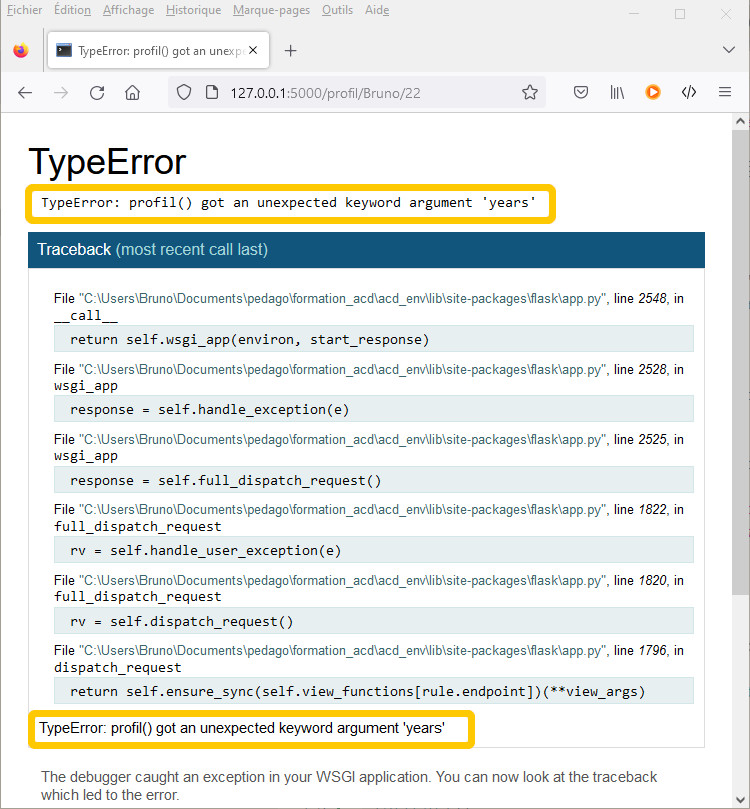 Fichier Édition Affichage Historique Marque-pages Outils Aide
TypeError: profil() got an unexpe
127.0.0.1:5000/profil/Bruno/22
TypeError
TypeError: profil() got an unexpected keyword argument 'years'
Traceback (most recent call last)
File "C:\Users\Bruno\Documents\pedago\formation_acd\acd_env\lib\site-packages\flask\app.py", line 2548, in
__call__
return self.wsgi_app(environ, start_response)
File "C:\Users\Bruno\Documents\pedago\formation_acd\acd_env\lib\site-packages\flask\app.py", line 2528, in
wsgi_app
response = self.handle_exception(e)
File "C:\Users\Bruno\Documents\pedago\formation_acd\acd_env\lib\site-packages\flask\app.py", line 2525, in
wsgi_app
response = self.full_dispatch_request()
File "C:\Users\Bruno\Documents\pedago\formation_acd\acd_env\lib\site-packages\flask\app.py", line 1822, in
full_dispatch_request
rv = self.handle_user_exception(e)
File "C:\Users\Bruno\Documents\pedago\formation_acd\acd_env\lib\site-packages\flask\app.py", line 1820, in
full_dispatch_request
rv = self.dispatch_request()
File "C:\Users\Bruno\Documents\pedago\formation_acd\acd_env\lib\site-packages\flask\app.py", line 1796, in
dispatch_request
return self.ensure_sync(self.view_functions[rule.endpoint])(**view_args)
TypeError: profil() got an unexpected keyword argument 'years'
The debugger caught an exception in your WSGI application. You can now look at the traceback
which led to the error.